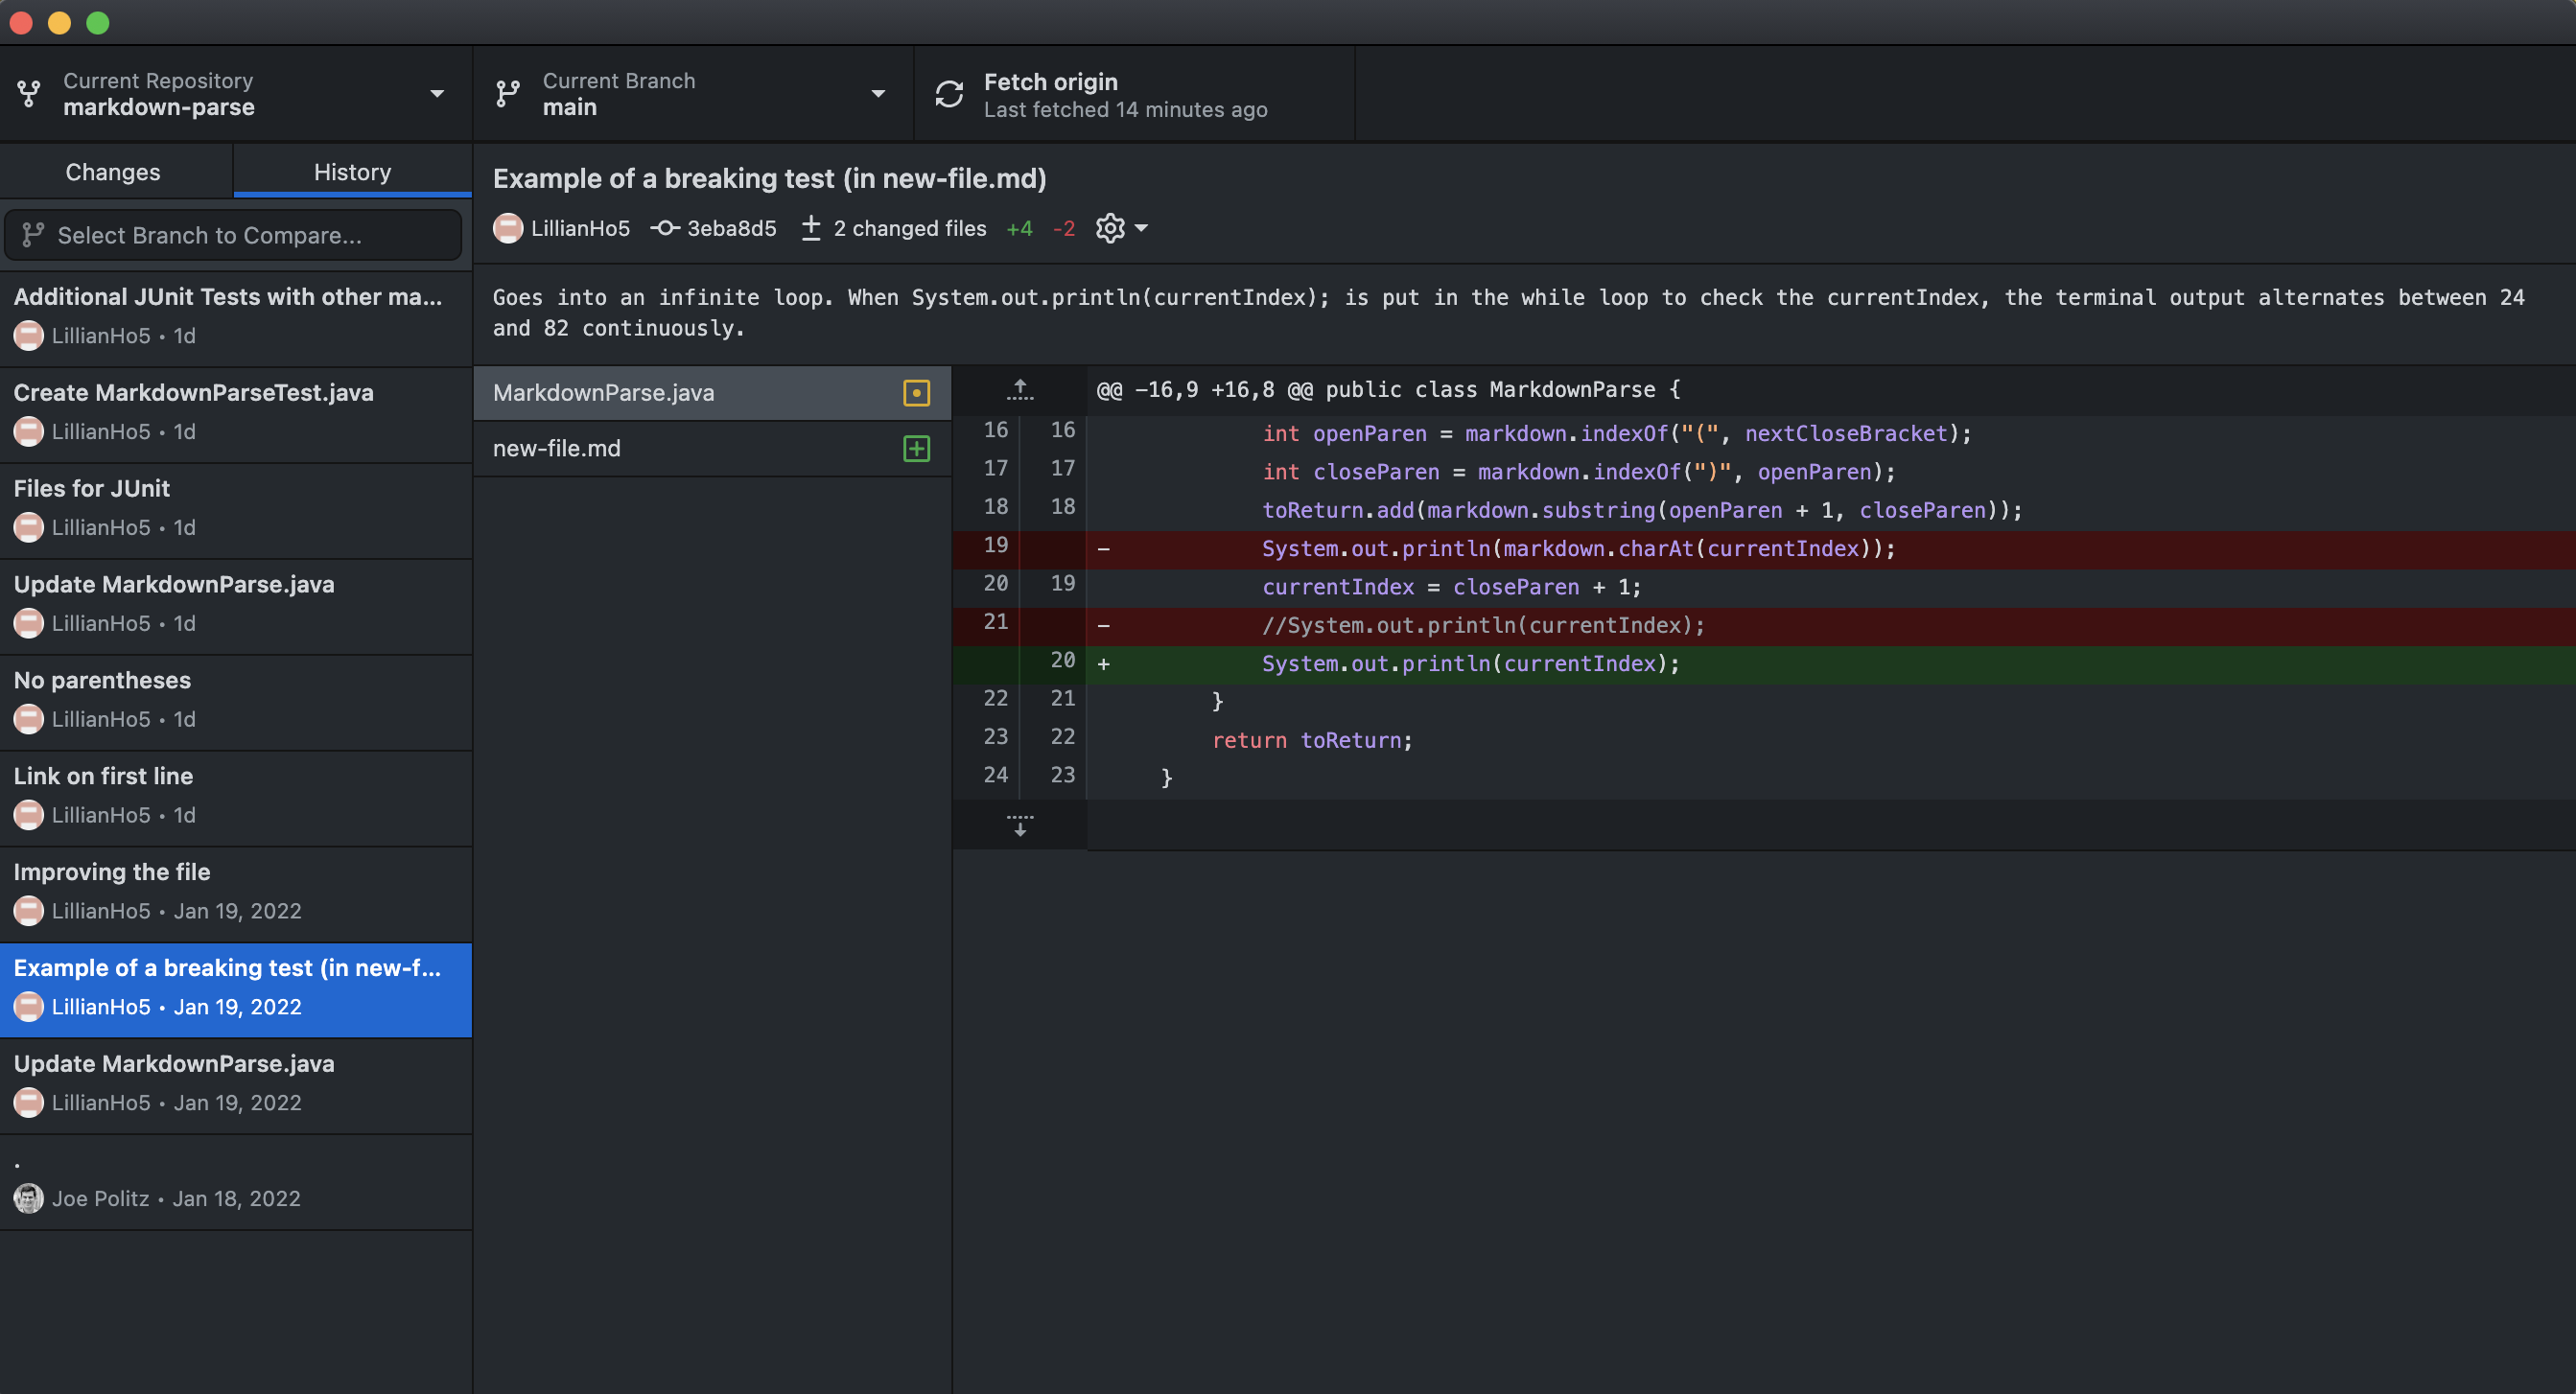 Current Repository
markdown-parse
Current Branch
main
Fetch origin
Last fetched 14 minutes ago
Changes
History
Select Branch to Compare...
Additional JUnit Tests with other ma...
LillianHo5 • 1d
Create MarkdownParseTest.java
LillianHo5 • 1d
Files for JUnit
LillianHo5 • 1d
Update MarkdownParse.java
LillianHo5 • 1d
No parentheses
LillianHo5 • 1d
Link on first line
LillianHo5 • 1d
Improving the file
LillianHo5 • Jan 19, 2022
Example of a breaking test (in new-f...
LillianHo5 • Jan 19, 2022
Update MarkdownParse.java
LillianHo5 • Jan 19, 2022
.
Joe Politz • Jan 18, 2022
Example of a breaking test (in new-file.md)
LillianHo5 3eba8d5 2 changed files +4 -2
Goes into an infinite loop. When System.out.println(currentIndex); is put in the while loop to check the currentIndex, the terminal output alternates between 24
and 82 continuously.
MarkdownParse.java
new-file.md
@@ -16,9 +16,8 @@ public class MarkdownParse {
16 16 int openParen = markdown.indexOf("(", nextCloseBracket);
17 17 int closeParen = markdown.indexOf(")", openParen);
18 18 toReturn.add(markdown.substring(openParen + 1, closeParen));
19 - System.out.println(markdown.charAt(currentIndex));
20 19 currentIndex = closeParen + 1;
21 - //System.out.println(currentIndex);
20 + System.out.println(currentIndex);
22 21 }
23 22 return toReturn;
24 23 }